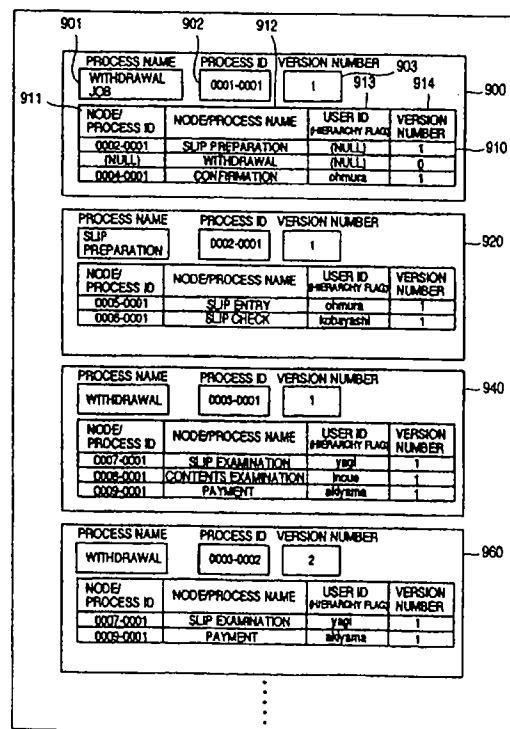 901 902 912
PROCESS NAME PROCESS ID VERSION NUMBER
WITHDRAWAL JOB 0001-0001 1 903
911 913 914 900
NODE/PROCESS ID NODE/PROCESS NAME USER ID (HIERARCHY FLAG) VERSION NUMBER
0002-0001 SLIP PREPARATION (NULL) 1 910
(NULL) WITHDRAWAL (NULL) 0
0004-0001 CONFIRMATION ohmura 1
PROCESS NAME PROCESS ID VERSION NUMBER
SLIP PREPARATION 0002-0001 1 920
NODE/PROCESS ID NODE/PROCESS NAME USER ID (HIERARCHY FLAG) VERSION NUMBER
0005-0001 SLIP ENTRY ohmura 1
0006-0001 SLIP CHECK kobayashi 1
PROCESS NAME PROCESS ID VERSION NUMBER
WITHDRAWAL 0003-0001 1 940
NODE/PROCESS ID NODE/PROCESS NAME USER ID (HIERARCHY FLAG) VERSION NUMBER
0007-0001 SLIP EXAMINATION yagi 1
0008-0001 CONTENTS EXAMINATION inoue 1
0009-0001 PAYMENT akiyama 1
PROCESS NAME PROCESS ID VERSION NUMBER
WITHDRAWAL 0003-0002 2 960
NODE/PROCESS ID NODE/PROCESS NAME USER ID (HIERARCHY FLAG) VERSION NUMBER
0007-0001 SLIP EXAMINATION yagi 1
0009-0001 PAYMENT akiyama 1